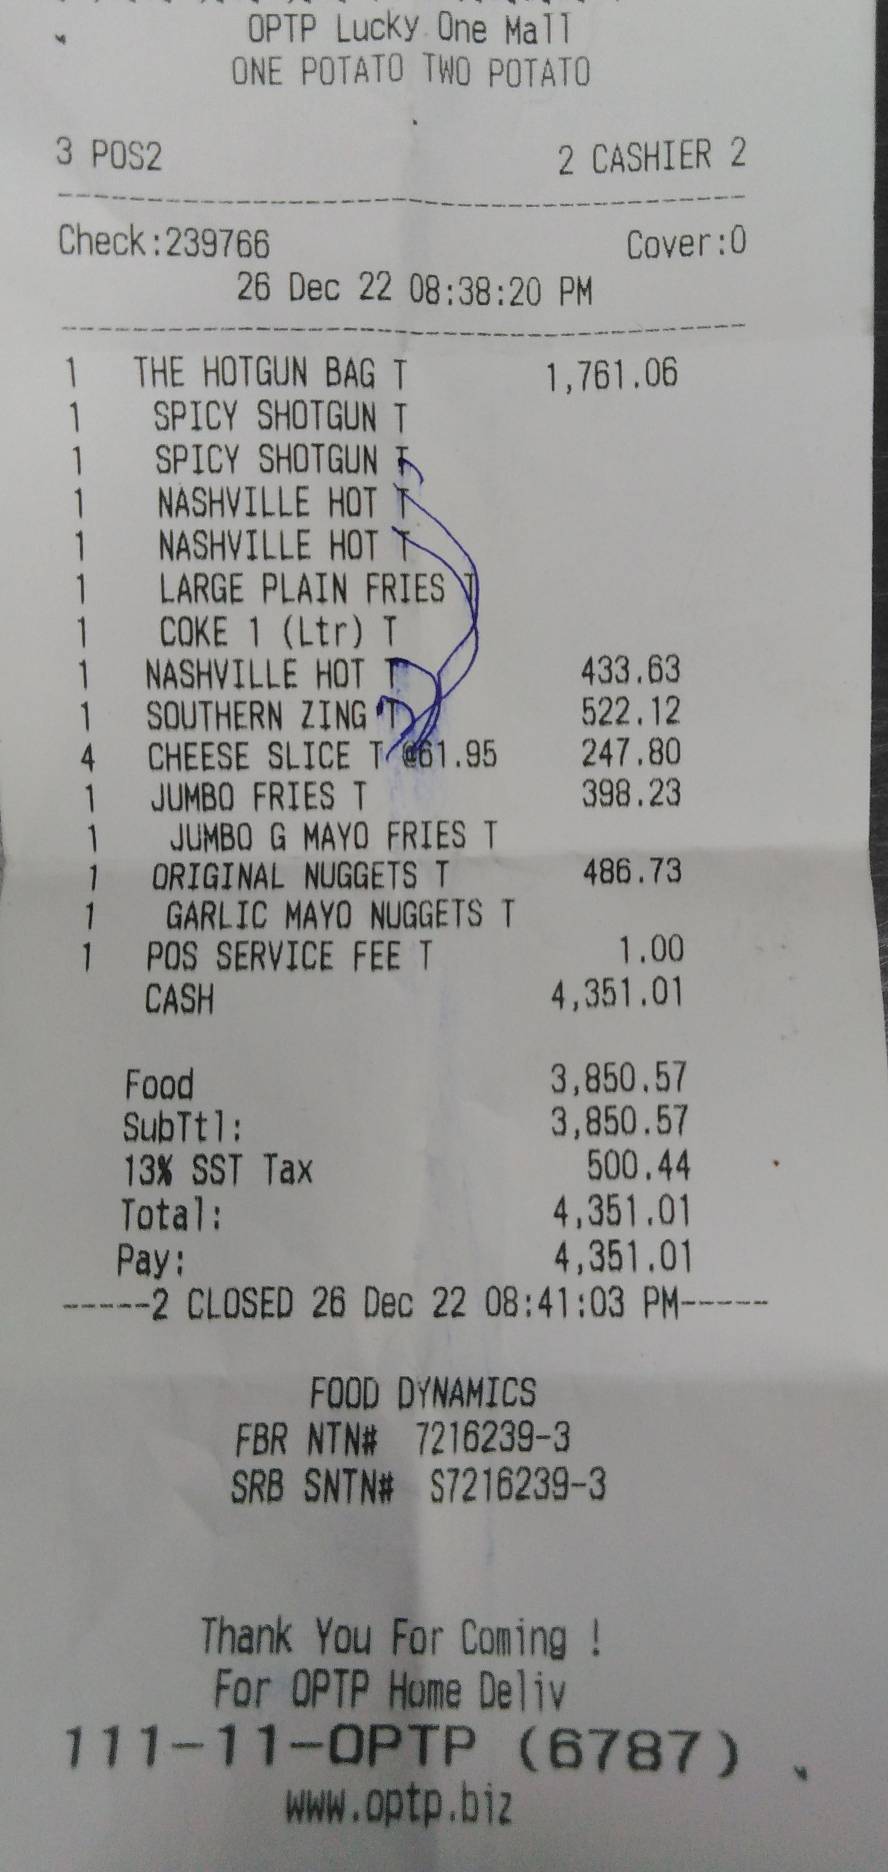 OPTP Lucky One Mall
ONE POTATO TWO POTATO
3 POS2 2 CASHIER 2
Check:239766 Cover:0
26 Dec 22 08:38:20 PM
1 THE HOTGUN BAG T 1,761.06
1 SPICY SHOTGUN T
1 SPICY SHOTGUN T
1 NASHVILLE HOT T
1 NASHVILLE HOT T
1 LARGE PLAIN FRIES T
1 COKE 1 (Ltr) T
1 NASHVILLE HOT T 433.63
1 SOUTHERN ZING T 522.12
4 CHEESE SLICE T @61.95 247.80
1 JUMBO FRIES T 398.23
1 JUMBO G MAYO FRIES T
1 ORIGINAL NUGGETS T 486.73
1 GARLIC MAYO NUGGETS T
1 POS SERVICE FEE T 1.00
CASH 4,351.01
Food 3,850.57
SubTtl: 3,850.57
13% SST Tax 500.44
Total: 4,351.01
Pay: 4,351.01
-----2 CLOSED 26 Dec 22 08:41:03 PM-----
FOOD DYNAMICS
FBR NTN# 7216239-3
SRB SNTN# S7216239-3
Thank You For Coming !
For OPTP Home Deliv
111-11-OPTP (6787)
www.optp.biz